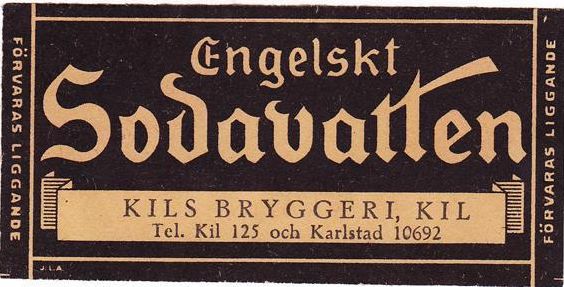 FÖRVARAS LIGGANDE
Engelskt
Sodavatten
KILS BRYGGERI, KIL
Tel. Kil 125 och Karlstad 10692
FÖRVARAS LIGGANDE
J.L.A.